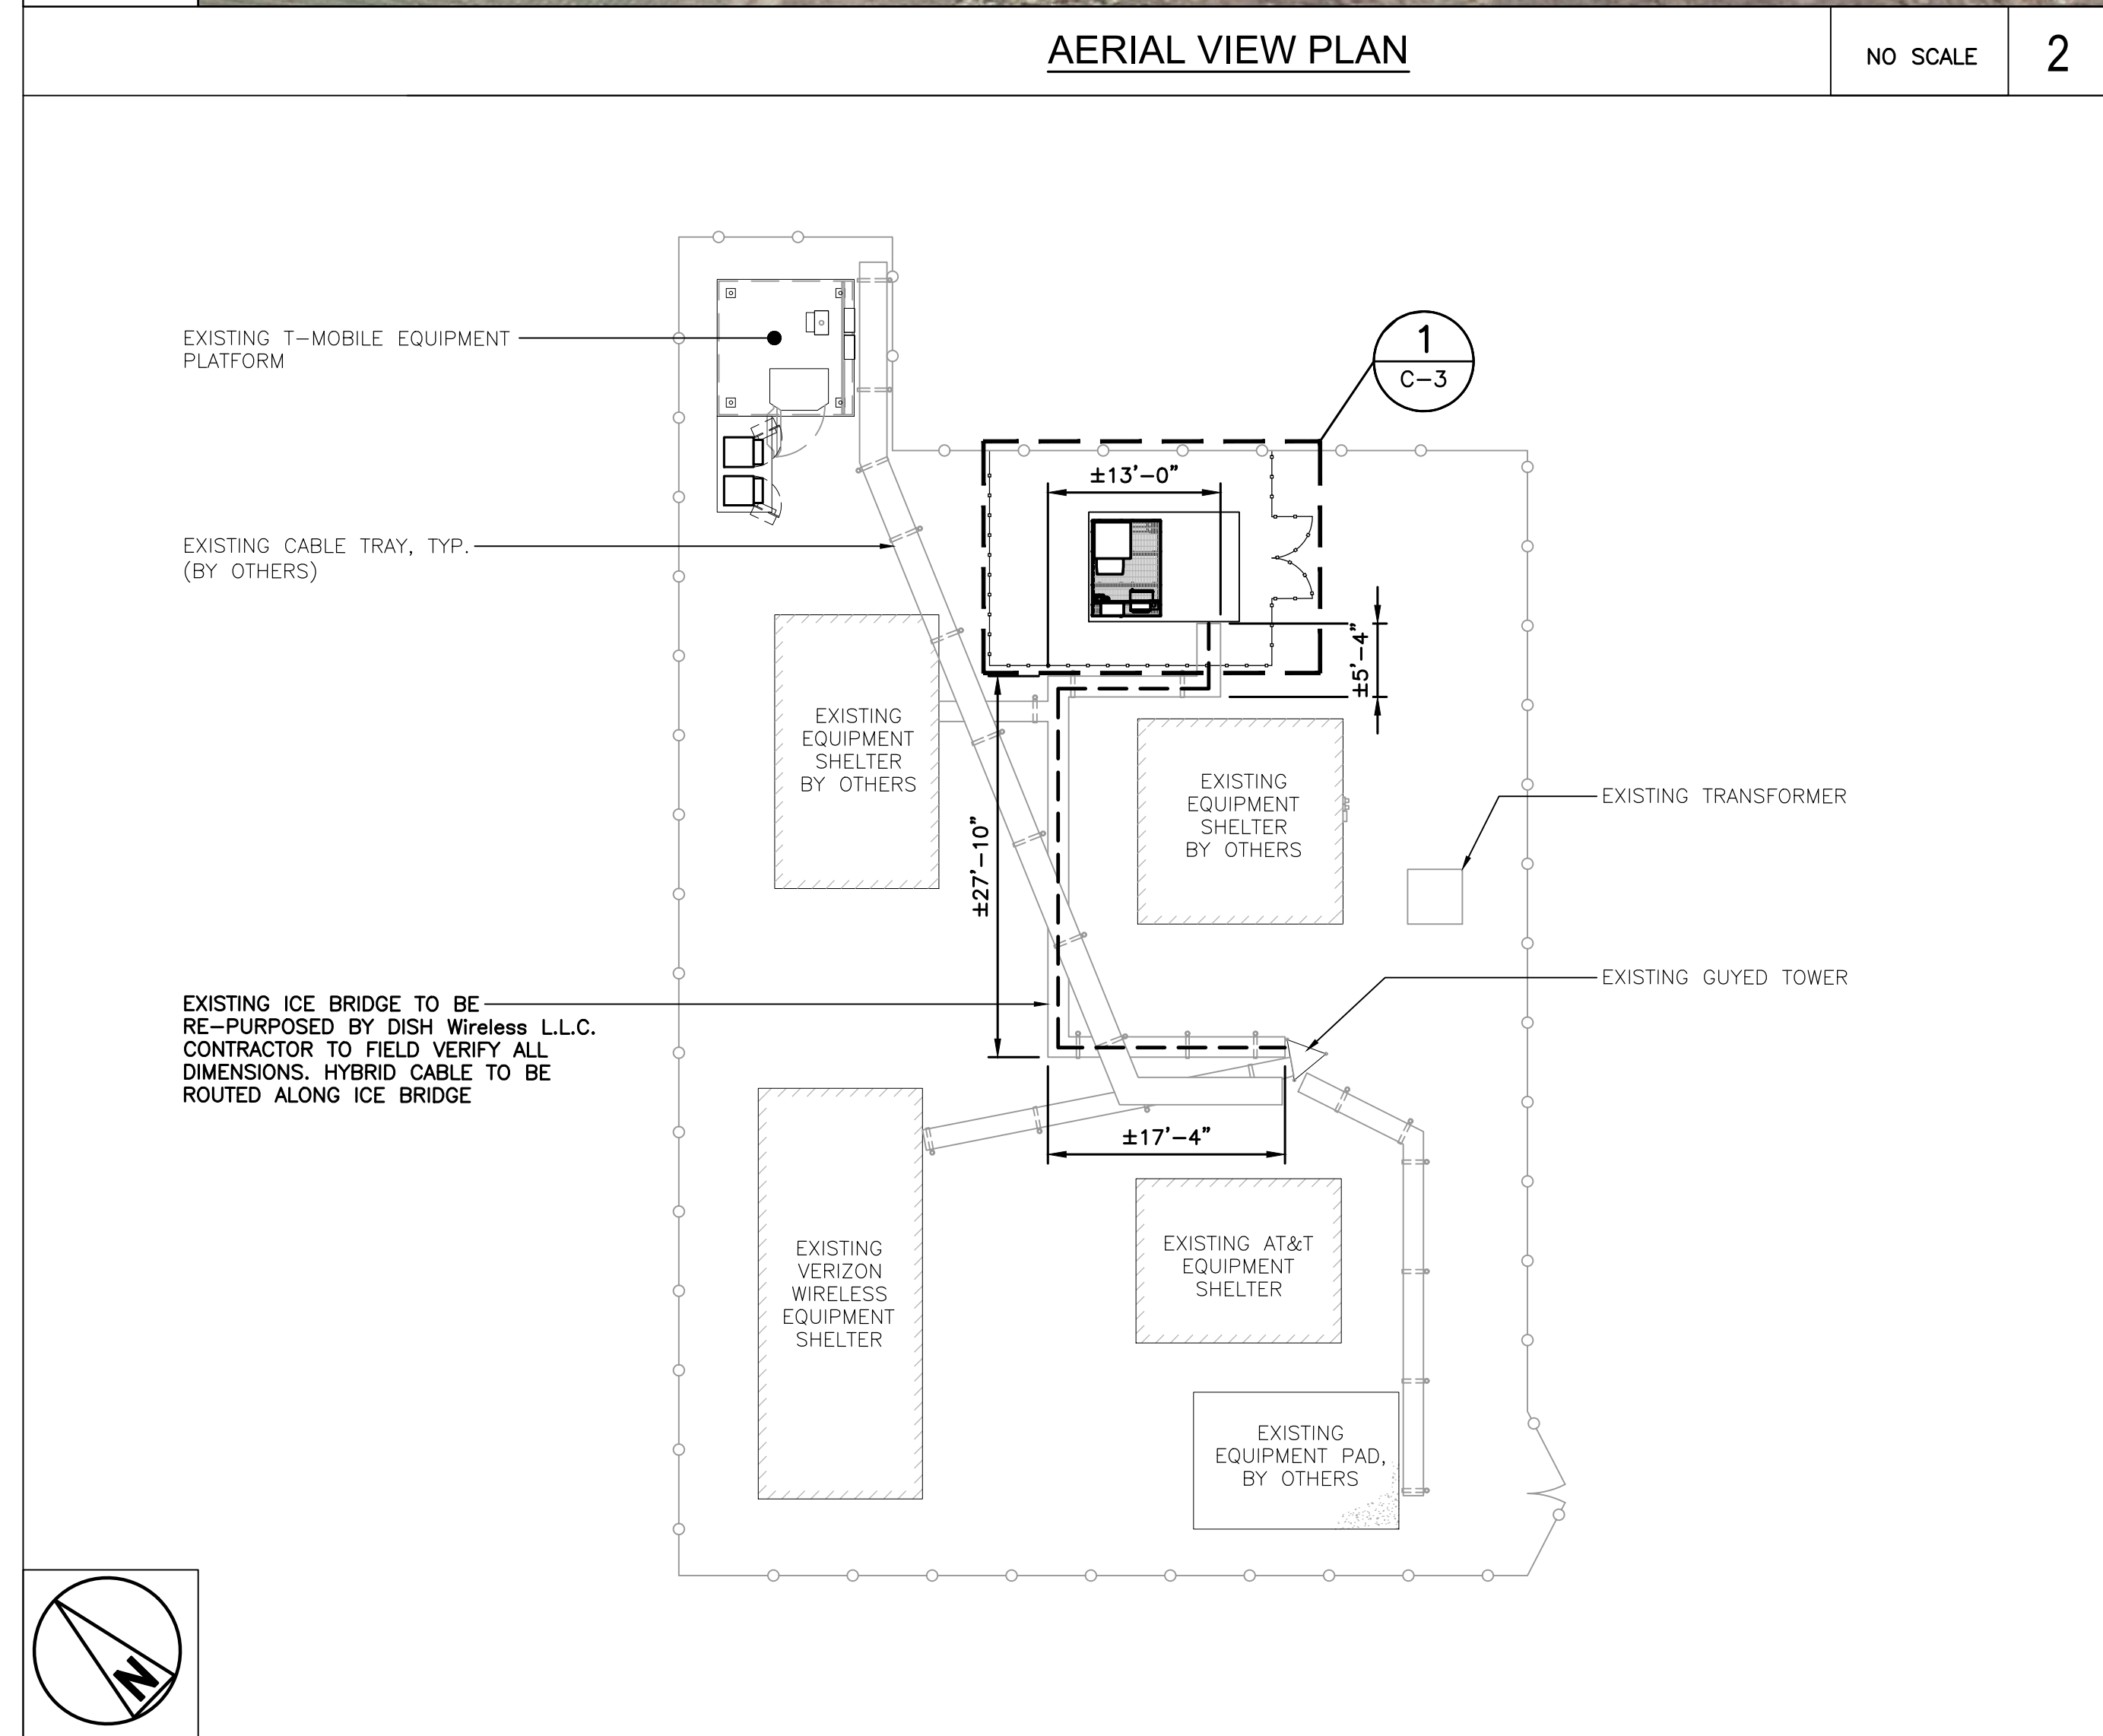 AERIAL VIEW PLAN
NO SCALE
2
EXISTING T-MOBILE EQUIPMENT
PLATFORM
1
C-3
±13'-0"
EXISTING CABLE TRAY, TYP.
(BY OTHERS)
±5'-4"
EXISTING
EQUIPMENT
SHELTER
BY OTHERS
EXISTING
EQUIPMENT
SHELTER
BY OTHERS
EXISTING TRANSFORMER
±27'-10"
EXISTING GUYED TOWER
EXISTING ICE BRIDGE TO BE
RE-PURPOSED BY DISH Wireless L.L.C.
CONTRACTOR TO FIELD VERIFY ALL
DIMENSIONS. HYBRID CABLE TO BE
ROUTED ALONG ICE BRIDGE
±17'-4"
EXISTING
VERIZON
WIRELESS
EQUIPMENT
SHELTER
EXISTING AT&T
EQUIPMENT
SHELTER
EXISTING
EQUIPMENT PAD,
BY OTHERS
N